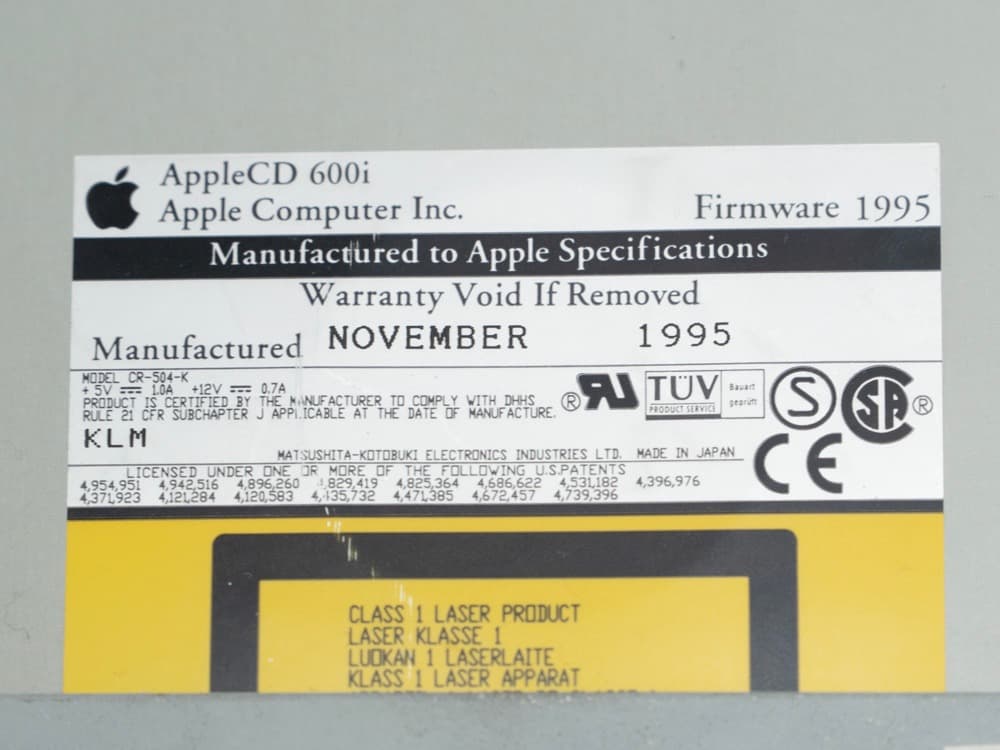 AppleCD 600i
Apple Computer Inc.
Firmware 1995
Manufactured to Apple Specifications
Warranty Void If Removed
Manufactured NOVEMBER 1995
MODEL CR-504-K
+ 5V 1.0A +12V 0.7A
PRODUCT IS CERTIFIED BY THE MANUFACTURER TO COMPLY WITH DHHS
RULE 21 CFR SUBCHAPTER J APPLICABLE AT THE DATE OF MANUFACTURE.
KLM
® RU
TÜV
PRODUCT SERVICE
Bauart
geprüft
S
SA ®
CE
MATSUSHITA-KOTOBUKI ELECTRONICS INDUSTRIES LTD. MADE IN JAPAN
LICENSED UNDER ONE OR MORE OF THE FOLLOWING U.S.PATENTS
4,954,951 4,942,516 4,896,260 4,829,419 4,825,364 4,686,622 4,531,182 4,396,976
4,371,923 4,121,284 4,120,583 4,435,732 4,471,385 4,672,457 4,739,396
CLASS 1 LASER PRODUCT
LASER KLASSE 1
LUOKAN 1 LASERLAITE
KLASS 1 LASER APPARAT